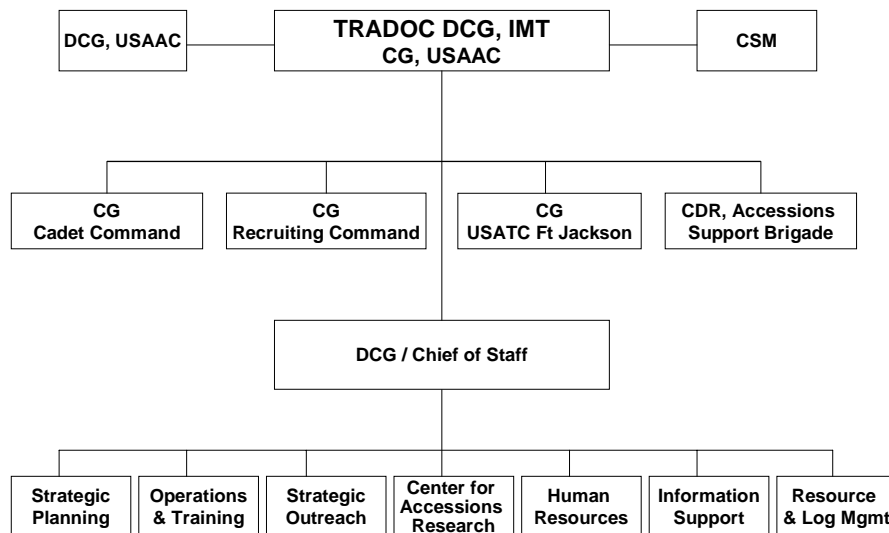 DCG, USAAC
TRADOC DCG, IMT
CG, USAAC
CSM
CG
Cadet Command
CG
Recruiting Command
CG
USATC Ft Jackson
CDR, Accessions
Support Brigade
DCG / Chief of Staff
Strategic
Planning
Operations
& Training
Strategic
Outreach
Center for
Accessions
Research
Human
Resources
Information
Support
Resource
& Log Mgmt